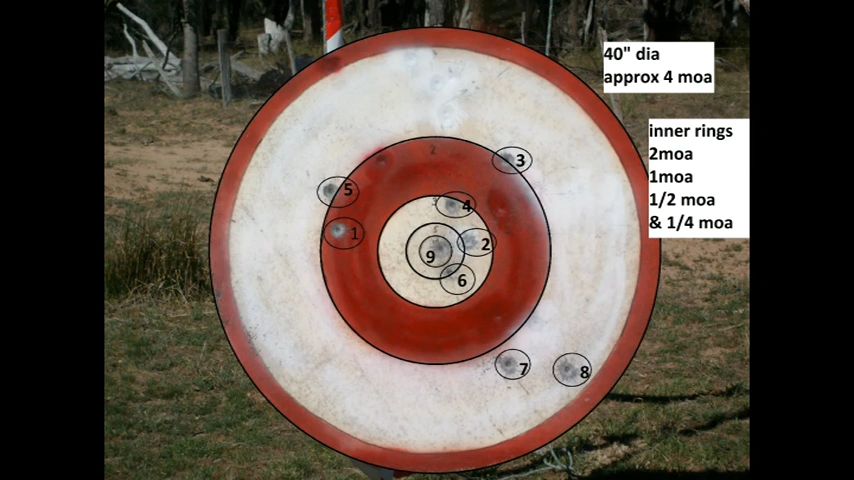 40" dia
approx 4 moa
inner rings
2moa
1moa
1/2 moa
& 1/4 moa
2
3
5
4
1
2
9
6
7
8